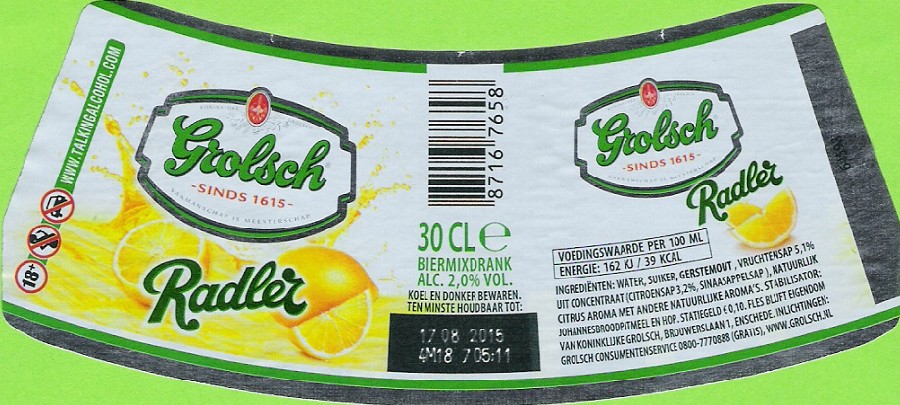 WWW.TALKINGALCOHOL.COM
18+
Grolsch
-SINDS 1615-
VAKMANSCHAP IS MEESTERSCHAP
Radler
8716 17658
30 CL e
BIERMIXDRANK
ALC. 2,0% VOL.
KOEL EN DONKER BEWAREN.
TEN MINSTE HOUDBAAR TOT:
17 08 2015
4M18 7 05:11
Grolsch
-SINDS 1615-
VAKMANSCHAP IS MEESTERSCHAP
Radler
VOEDINGSWAARDE PER 100 ML
ENERGIE: 162 KJ / 39 KCAL
INGREDIËNTEN: WATER, SUIKER, GERSTEMOUT, VRUCHTENSAP 5,1%
UIT CONCENTRAAT (CITROENSAP 3,2%, SINAASAPPELSAP), NATUURLIJK
CITRUS AROMA MET ANDERE NATUURLIJKE AROMA'S. STABILISATOR:
JOHANNESBROODPITMEEL EN HOP. STATIEGELD € 0,10. FLES BLIJFT EIGENDOM
VAN KONINKLIJKE GROLSCH, BROUWERSLAAN 1, ENSCHEDE. INLICHTINGEN:
GROLSCH CONSUMENTENSERVICE 0800-7770888 (GRATIS), WWW.GROLSCH.NL